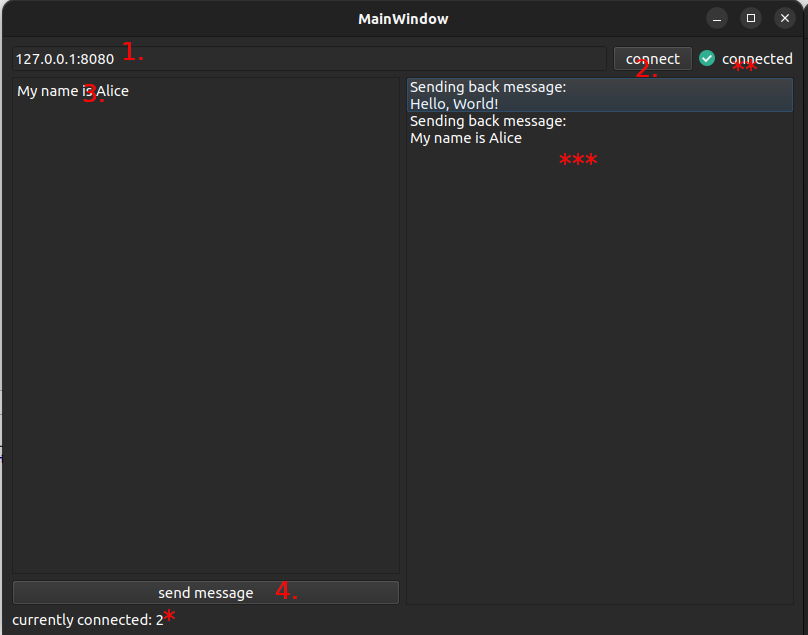 MainWindow
127.0.0.1:8080 1.
connect 2. connected **
My name is Alice 3.
Sending back message:
Hello, World!
Sending back message:
My name is Alice
***
send message 4.
currently connected: 2*